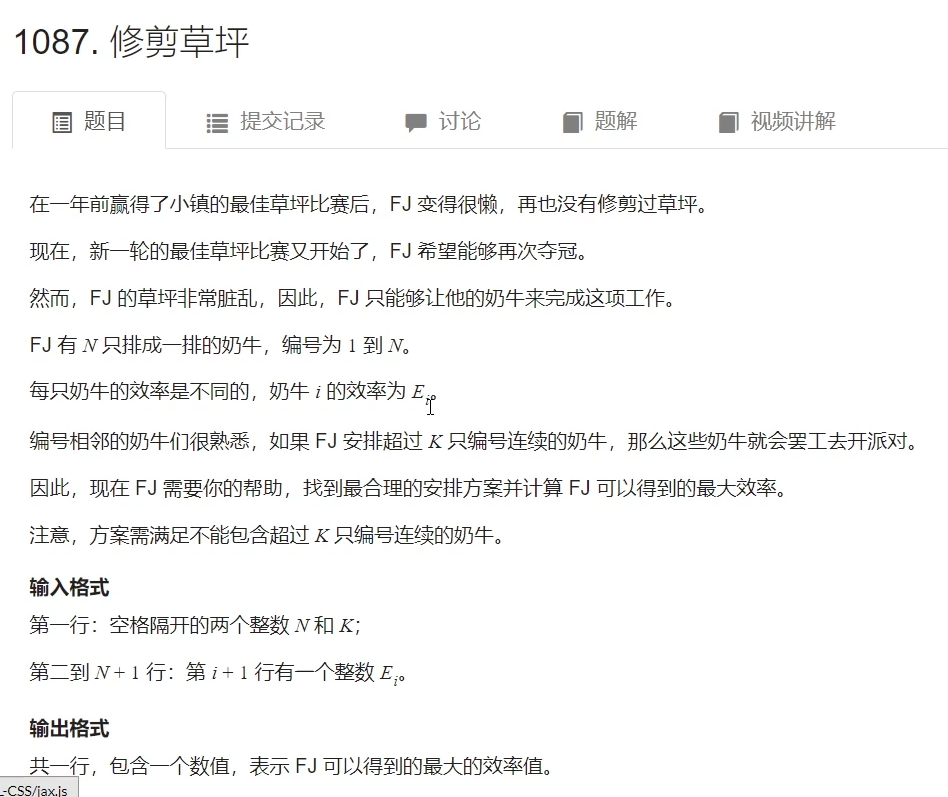 1087. 修剪草坪
题目 提交记录 讨论 题解 视频讲解
在一年前赢得了小镇的最佳草坪比赛后，FJ 变得很懒，再也没有修剪过草坪。
现在，新一轮的最佳草坪比赛又开始了，FJ 希望能够再次夺冠。
然而，FJ 的草坪非常脏乱，因此，FJ 只能够让他的奶牛来完成这项工作。
FJ 有 N 只排成一排的奶牛，编号为 1 到 N。
每只奶牛的效率是不同的，奶牛 i 的效率为 E_i。
编号相邻的奶牛们很熟悉，如果 FJ 安排超过 K 只编号连续的奶牛，那么这些奶牛就会罢工去开派对。
因此，现在 FJ 需要你的帮助，找到最合理的安排方案并计算 FJ 可以得到的最大效率。
注意，方案需满足不能包含超过 K 只编号连续的奶牛。
输入格式
第一行：空格隔开的两个整数 N 和 K；
第二到 N + 1 行：第 i + 1 行有一个整数 E_i。
输出格式
共一行，包含一个数值，表示 FJ 可以得到的最大的效率值。
-CSS/jax.js